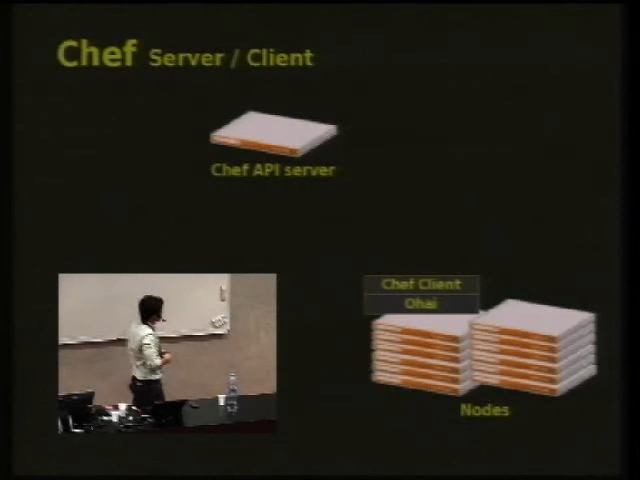 Chef Server / Client
Chef API server
Chef Client
Ohai
Nodes